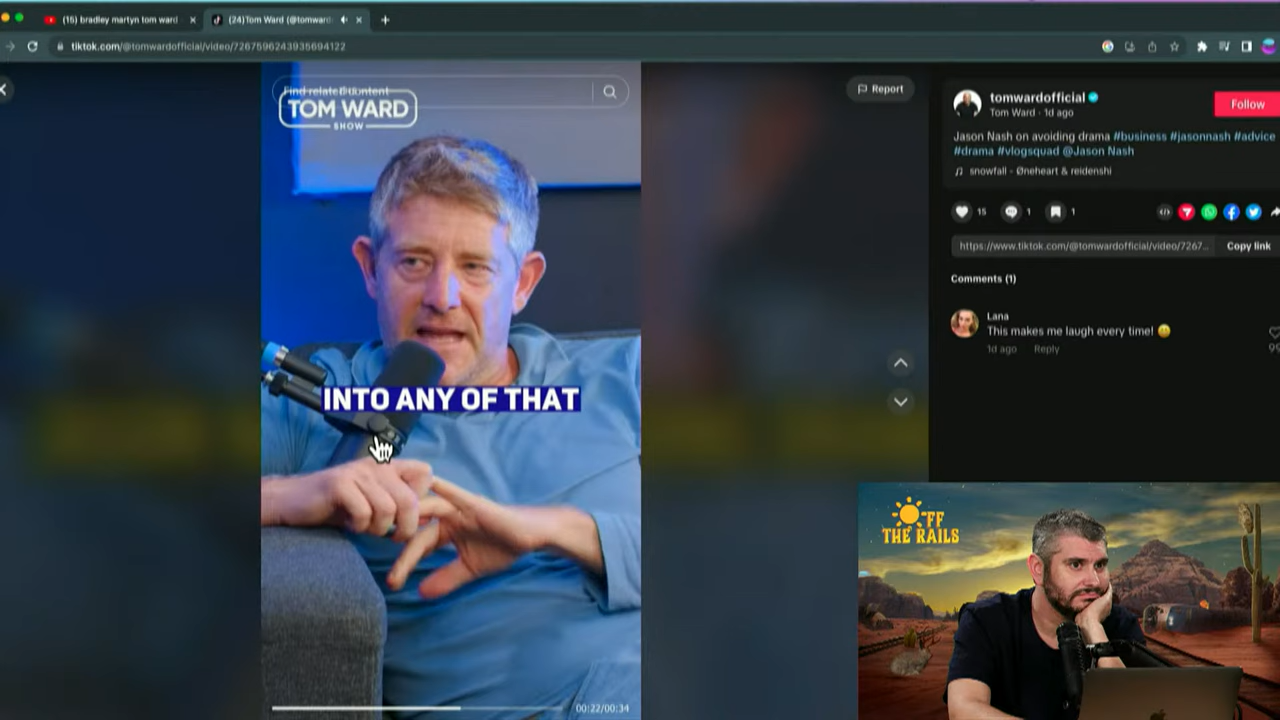 (15) bradley martyn tom ward
(24)Tom Ward (@tomward
tiktok.com/@tomwardofficial/video/7267596243935694122
Find related content
TOM WARD
SHOW
INTO ANY OF THAT
00:22/00:34
Report
tomwardofficial
Tom Ward · 1d ago
Follow
Jason Nash on avoiding drama #business #jasonnash #advice
#drama #vlogsquad @Jason Nash
snowfall - Øneheart & reidenshi
15
1
1
https://www.tiktok.com/@tomwardofficial/video/7267...
Copy link
Comments (1)
Lana
This makes me laugh every time!
1d ago Reply
OFF
THE RAILS